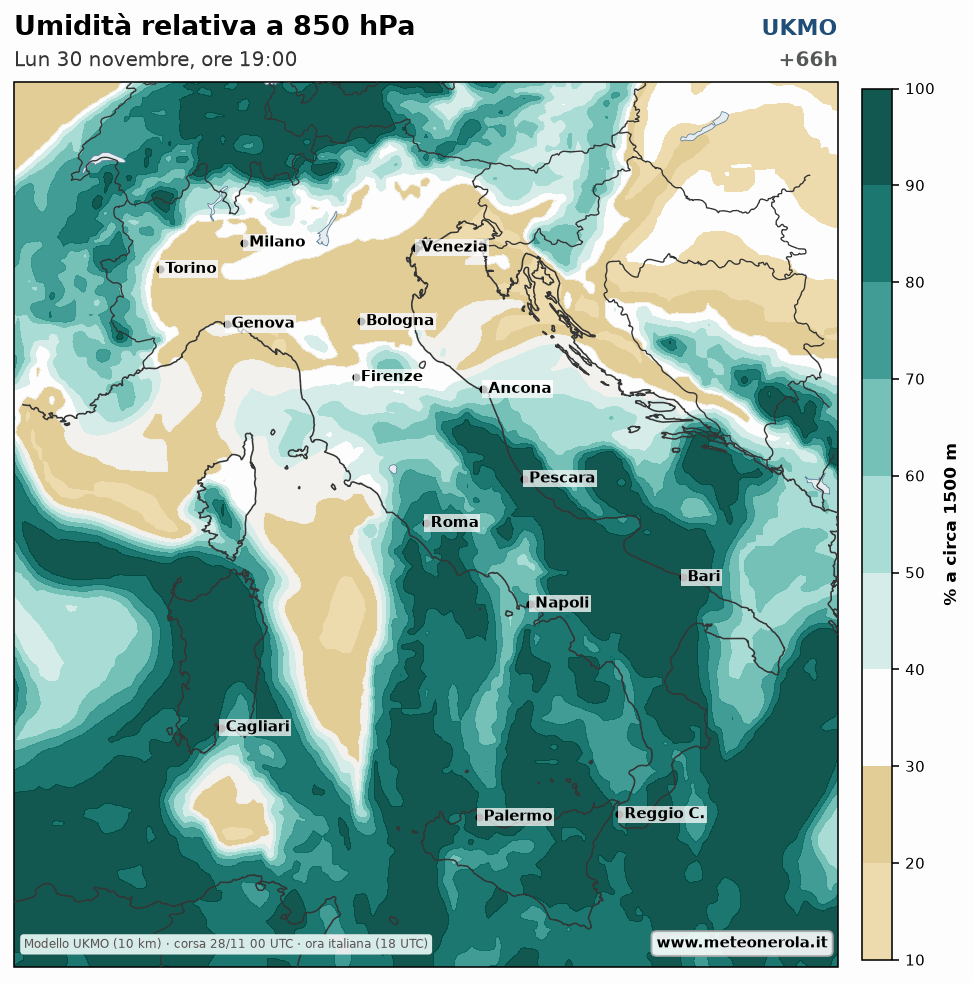 Umidità relativa a 850 hPa
UKMO
Lun 30 novembre, ore 19:00
+66h
Milano
Venezia
Torino
Genova
Bologna
Firenze
Ancona
Pescara
Roma
Bari
Napoli
Cagliari
Palermo
Reggio C.
100
90
80
70
60
50
40
30
20
10
% a circa 1500 m
Modello UKMO (10 km) · corsa 28/11 00 UTC · ora italiana (18 UTC)
www.meteonerola.it